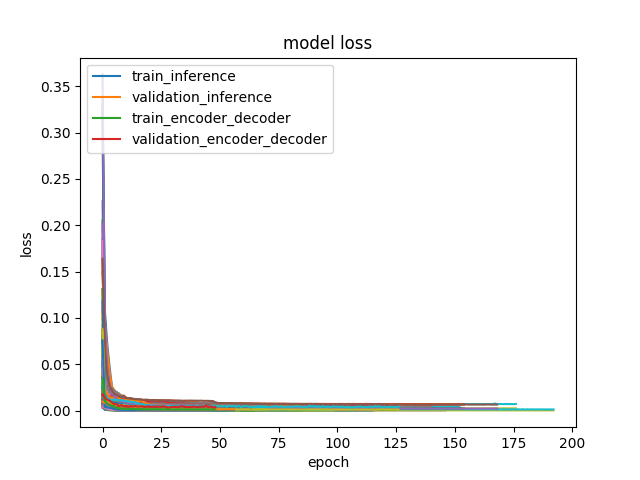 model loss
train_inference
validation_inference
train_encoder_decoder
validation_encoder_decoder
loss
0.35
0.30
0.25
0.20
0.15
0.10
0.05
0.00
0 25 50 75 100 125 150 175 200
epoch